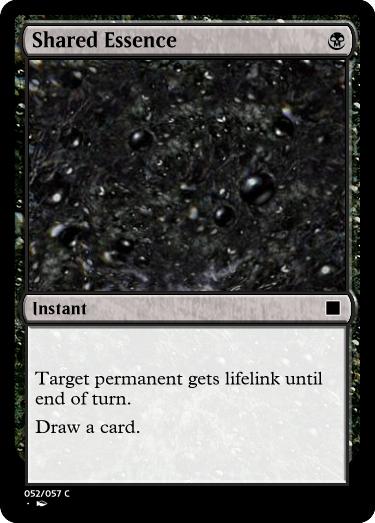 Shared Essence
Instant
Target permanent gets lifelink until
end of turn.
Draw a card.
052/057 C